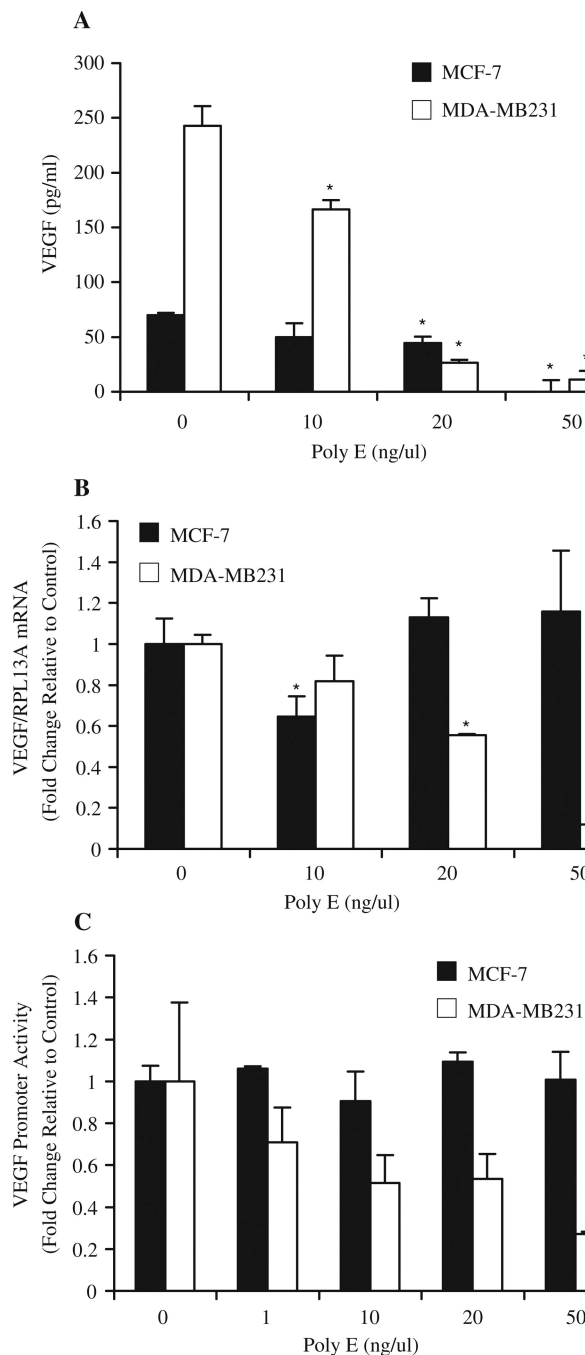 A
300
250
200
150
100
50
0
VEGF (pg/ml)
MCF-7
MDA-MB231
*
*
*
*
*
0 10 20 50
Poly E (ng/ul)
B
1.6
1.4
1.2
1
0.8
0.6
0.4
0.2
0
VEGF/RPL13A mRNA
(Fold Change Relative to Control)
MCF-7
MDA-MB231
*
*
0 10 20 50
Poly E (ng/ul)
C
1.6
1.4
1.2
1
0.8
0.6
0.4
0.2
0
VEGF Promoter Activity
(Fold Change Relative to Control)
MCF-7
MDA-MB231
0 1 10 20 50
Poly E (ng/ul)